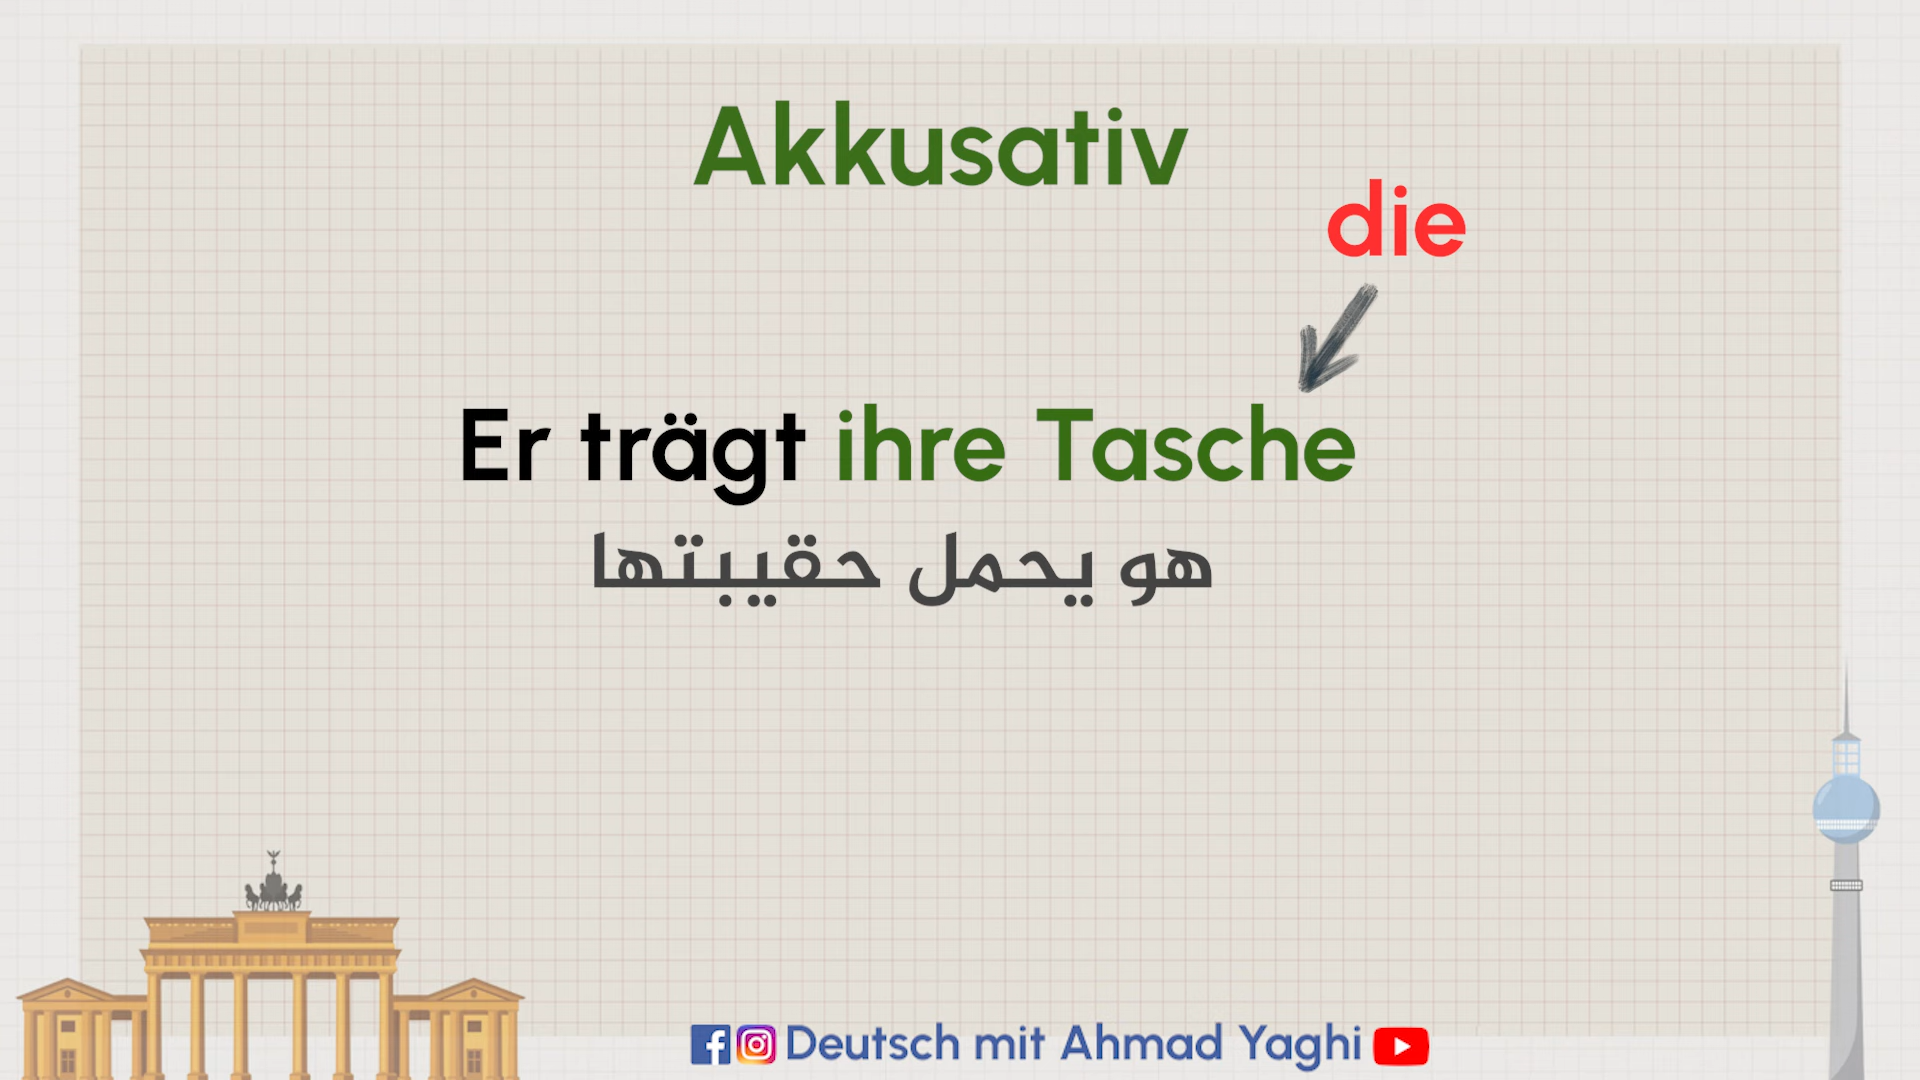 Akkusativ
die
Er trägt ihre Tasche
هو يحمل حقيبتها
Deutsch mit Ahmad Yaghi